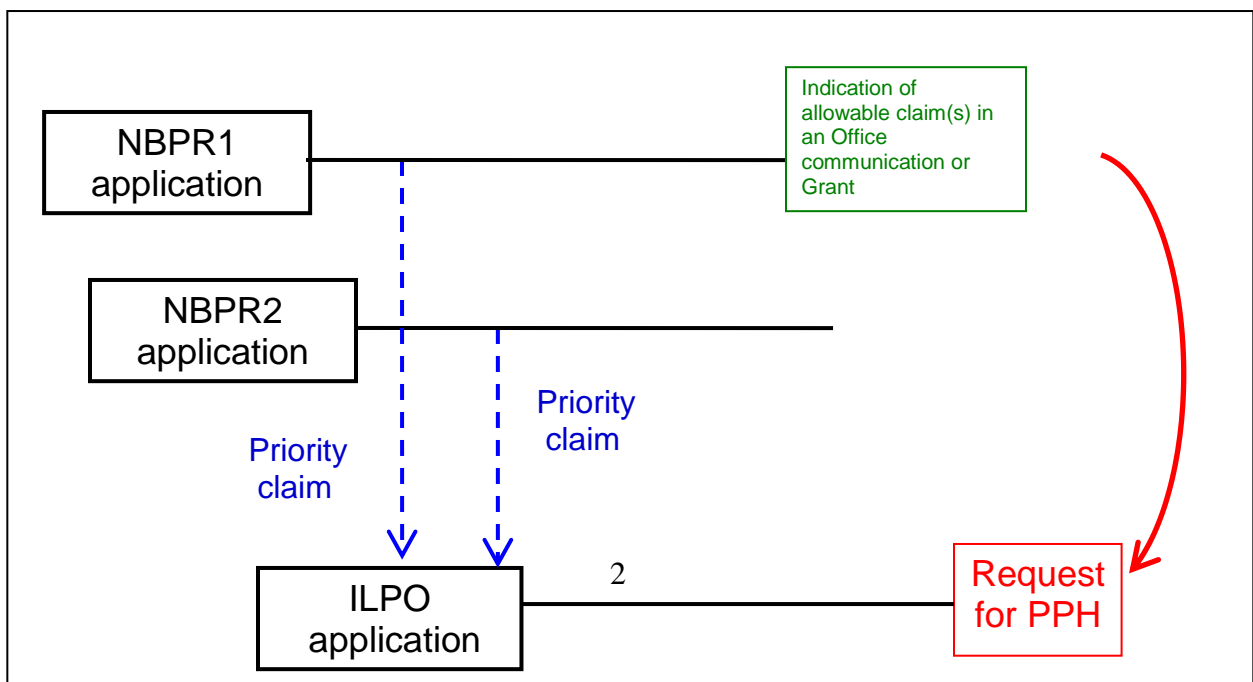 NBPR1
application
Indication of
allowable claim(s) in
an Office
communication or
Grant
NBPR2
application
Priority
claim
Priority
claim
ILPO
application
2
Request
for PPH